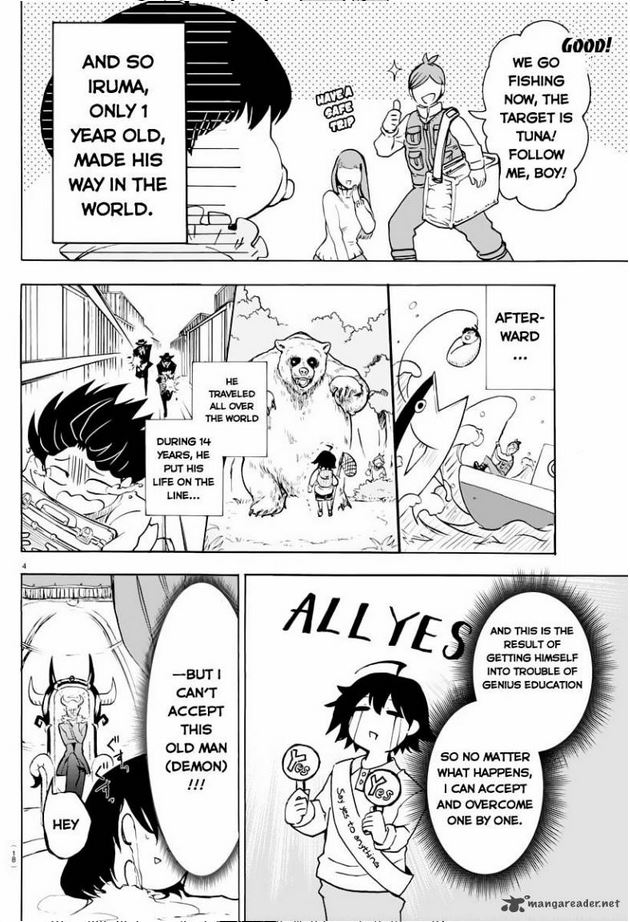 GOOD!
WE GO
FISHING
NOW, THE
TARGET IS
TUNA!
FOLLOW
ME, BOY!
HAVE A
SAFE
TRIP
AND SO
IRUMA,
ONLY 1
YEAR OLD,
MADE HIS
WAY IN THE
WORLD.
AFTER-
WARD
...
HE
TRAVELED
ALL OVER
THE WORLD
DURING 14
YEARS, HE
PUT HIS
LIFE ON
THE LINE...
4
AND THIS IS THE
RESULT OF
GETTING HIMSELF
INTO TROUBLE OF
GENIUS EDUCATION
SO NO MATTER
WHAT HAPPENS,
I CAN ACCEPT
AND OVERCOME
ONE BY ONE.
ALL YES
YES
YES
Say yes to anything
—BUT I
CAN'T
ACCEPT
THIS
OLD MAN
(DEMON)
!!!
HEY
(18)
mangareader.net